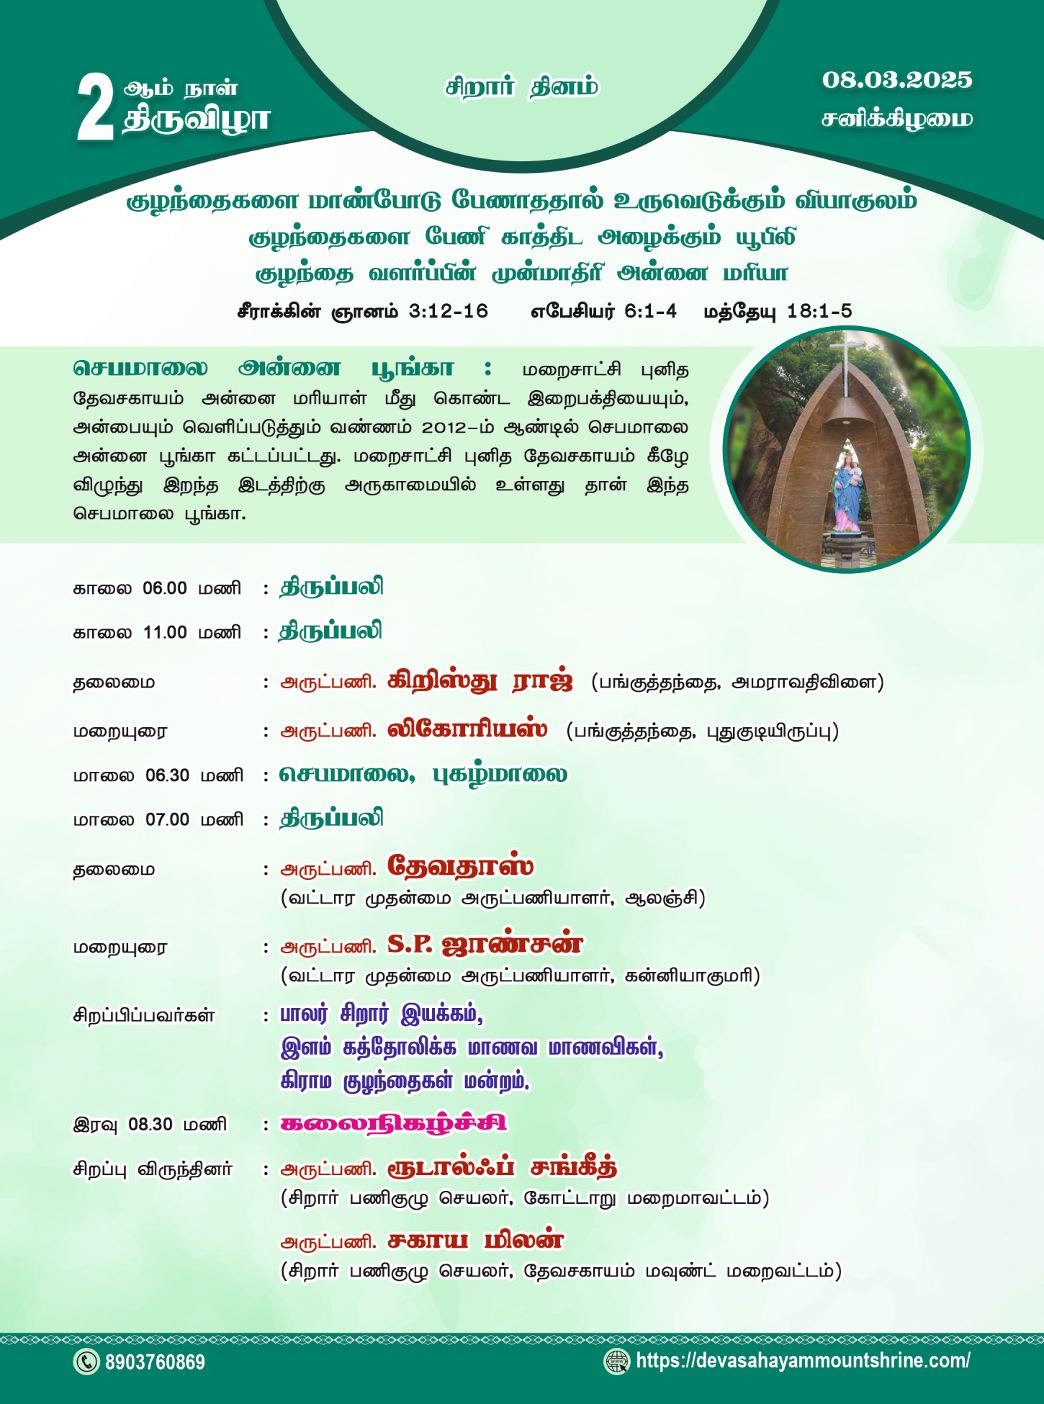 2 ஆம் நாள்
திருவிழா
சிறார் தினம்
08.03.2025
சனிக்கிழமை
குழந்தைகளை மாண்போடு பேணாததால் உருவெடுக்கும் வியாகுலம்
குழந்தைகளை பேணி காத்திட அழைக்கும் யூபிலி
குழந்தை வளர்ப்பின் முன்மாதிரி அன்னை மரியா
சீராக்கின் ஞானம் 3:12-16 எபேசியர் 6:1-4 மத்தேயு 18:1-5
செபமாலை அன்னை பூங்கா : மறைசாட்சி புனித
தேவசகாயம் அன்னை மரியாள் மீது கொண்ட இறைபக்தியையும்,
அன்பையும் வெளிப்படுத்தும் வண்ணம் 2012-ம் ஆண்டில் செபமாலை
அன்னை பூங்கா கட்டப்பட்டது. மறைசாட்சி புனித தேவசகாயம் கீழே
விழுந்து இறந்த இடத்திற்கு அருகாமையில் உள்ளது தான் இந்த
செபமாலை பூங்கா.
காலை 06.00 மணி : திருப்பலி
காலை 11.00 மணி : திருப்பலி
தலைமை : அருட்பணி. கிறிஸ்து ராஜ் (பங்குத்தந்தை, அமராவதிவிளை)
மறையுரை : அருட்பணி. லிகோரியஸ் (பங்குத்தந்தை, புதுகுடியிருப்பு)
மாலை 06.30 மணி : செபமாலை, புகழ்மாலை
மாலை 07.00 மணி : திருப்பலி
தலைமை : அருட்பணி. தேவதாஸ்
(வட்டார முதன்மை அருட்பணியாளர், ஆலஞ்சி)
மறையுரை : அருட்பணி. S.P. ஜாண்சன்
(வட்டார முதன்மை அருட்பணியாளர், கன்னியாகுமரி)
சிறப்பிப்பவர்கள் : பாலர் சிறார் இயக்கம்,
இளம் கத்தோலிக்க மாணவ மாணவிகள்,
கிராம குழந்தைகள் மன்றம்.
இரவு 08.30 மணி : கலைநிகழ்ச்சி
சிறப்பு விருந்தினர் : அருட்பணி. ரூடால்ஃப் சங்கீத்
(சிறார் பணிகுழு செயலர், கோட்டாறு மறைமாவட்டம்)
அருட்பணி. சகாய மிலன்
(சிறார் பணிகுழு செயலர், தேவசகாயம் மவுண்ட் மறைவட்டம்)
8903760869
https://devasahayammountshrine.com/